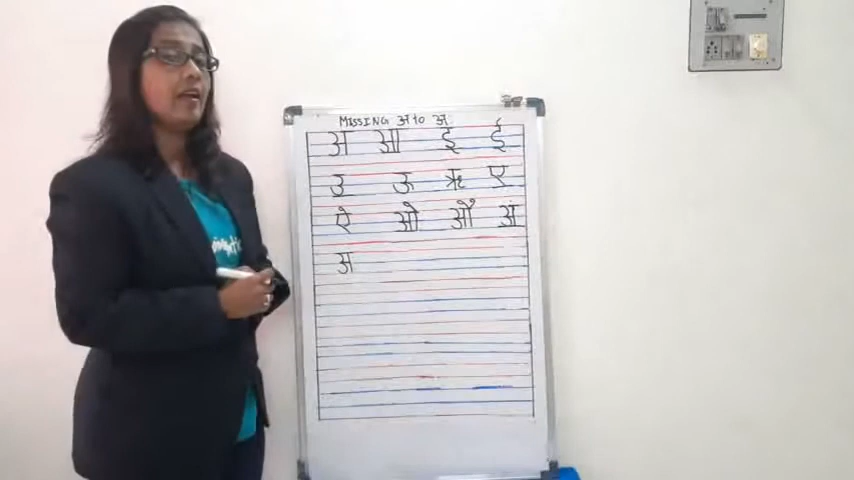 MISSING अ to अ
अ आ इ ई
उ ऊ ऋ ए
ऐ ओ औ अं
अ